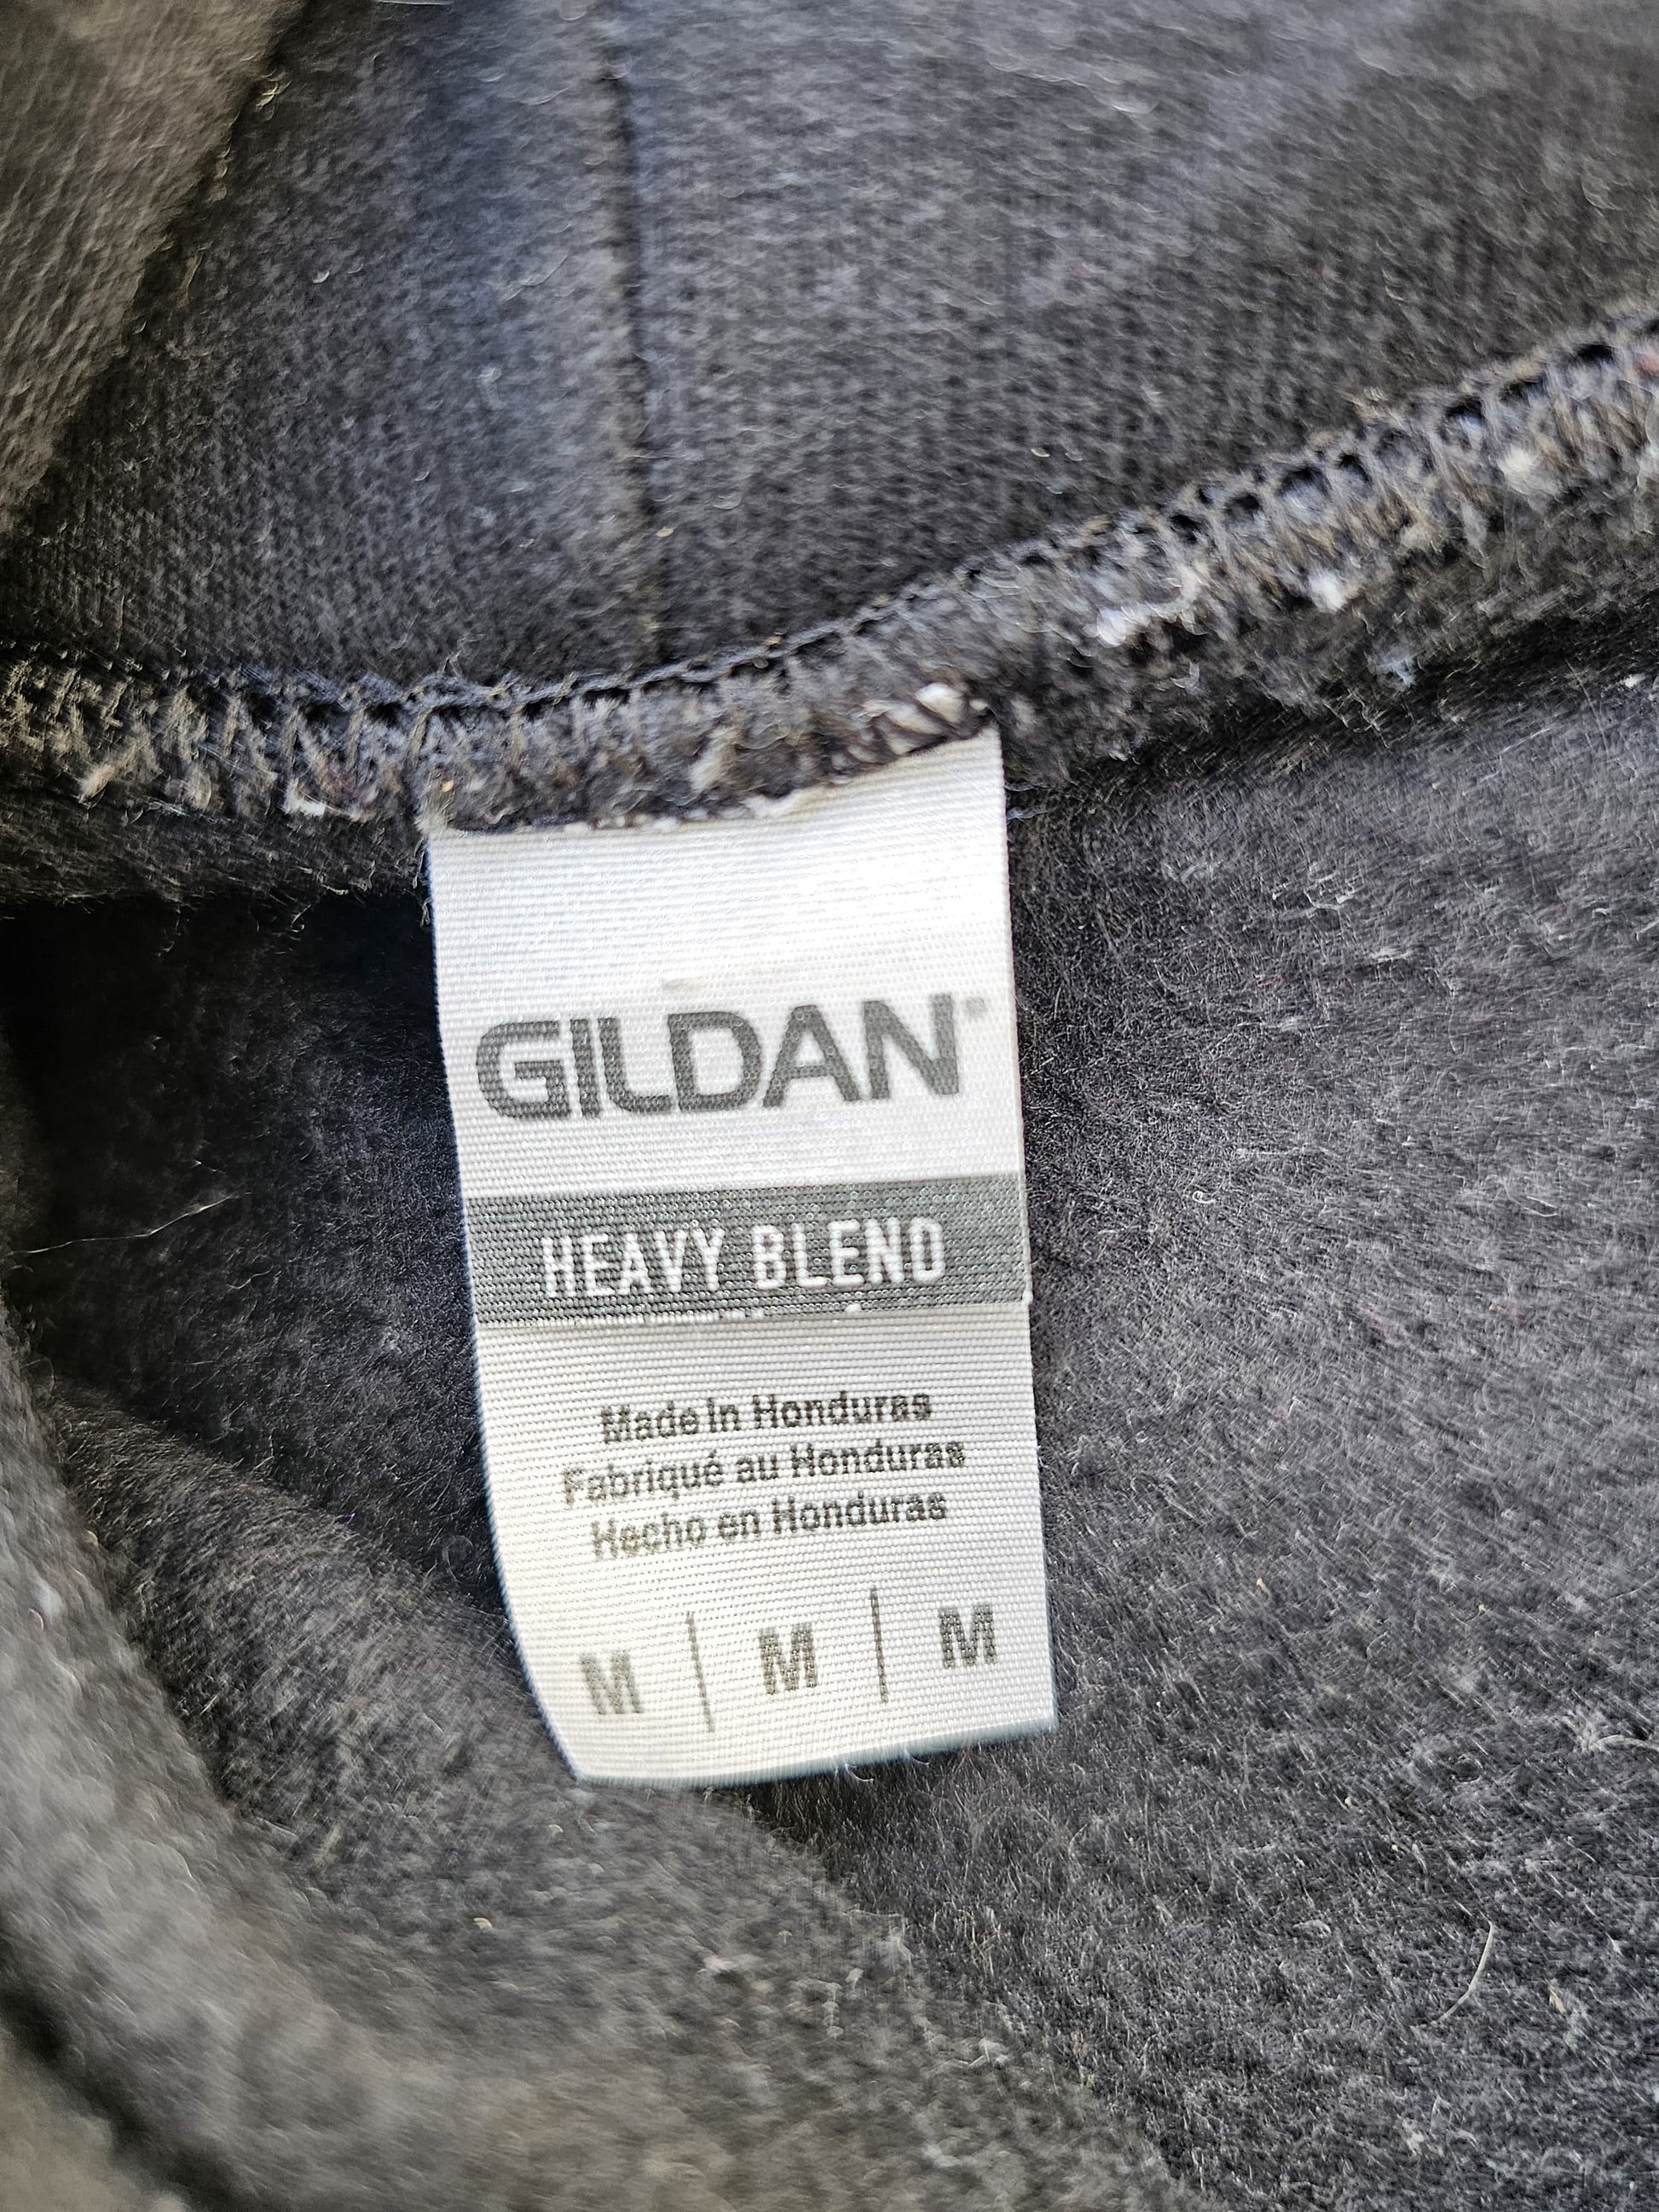 GILDAN®
HEAVY BLEND
Made in Honduras
Fabriqué au Honduras
Hecho en Honduras
M | M | M